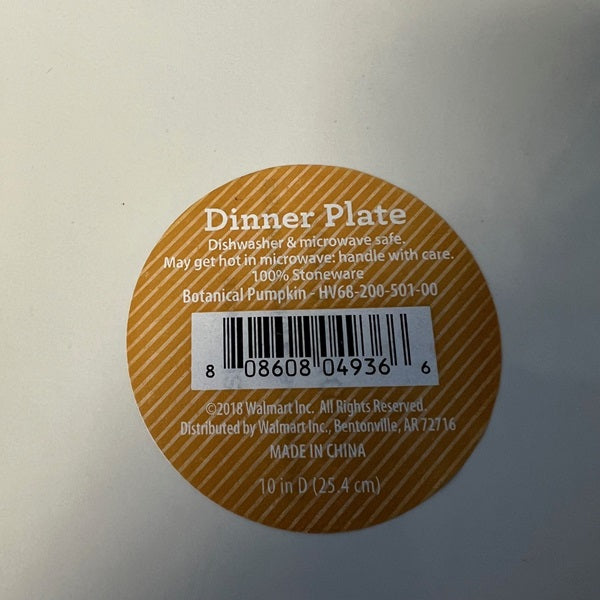 Dinner Plate
Dishwasher & microwave safe.
May get hot in microwave: handle with care.
100% Stoneware
Botanical Pumpkin - HV68-200-501-00
8 08608 04936 6
©2018 Walmart Inc. All Rights Reserved.
Distributed by Walmart Inc., Bentonville, AR 72716
MADE IN CHINA
10 in D (25.4 cm)